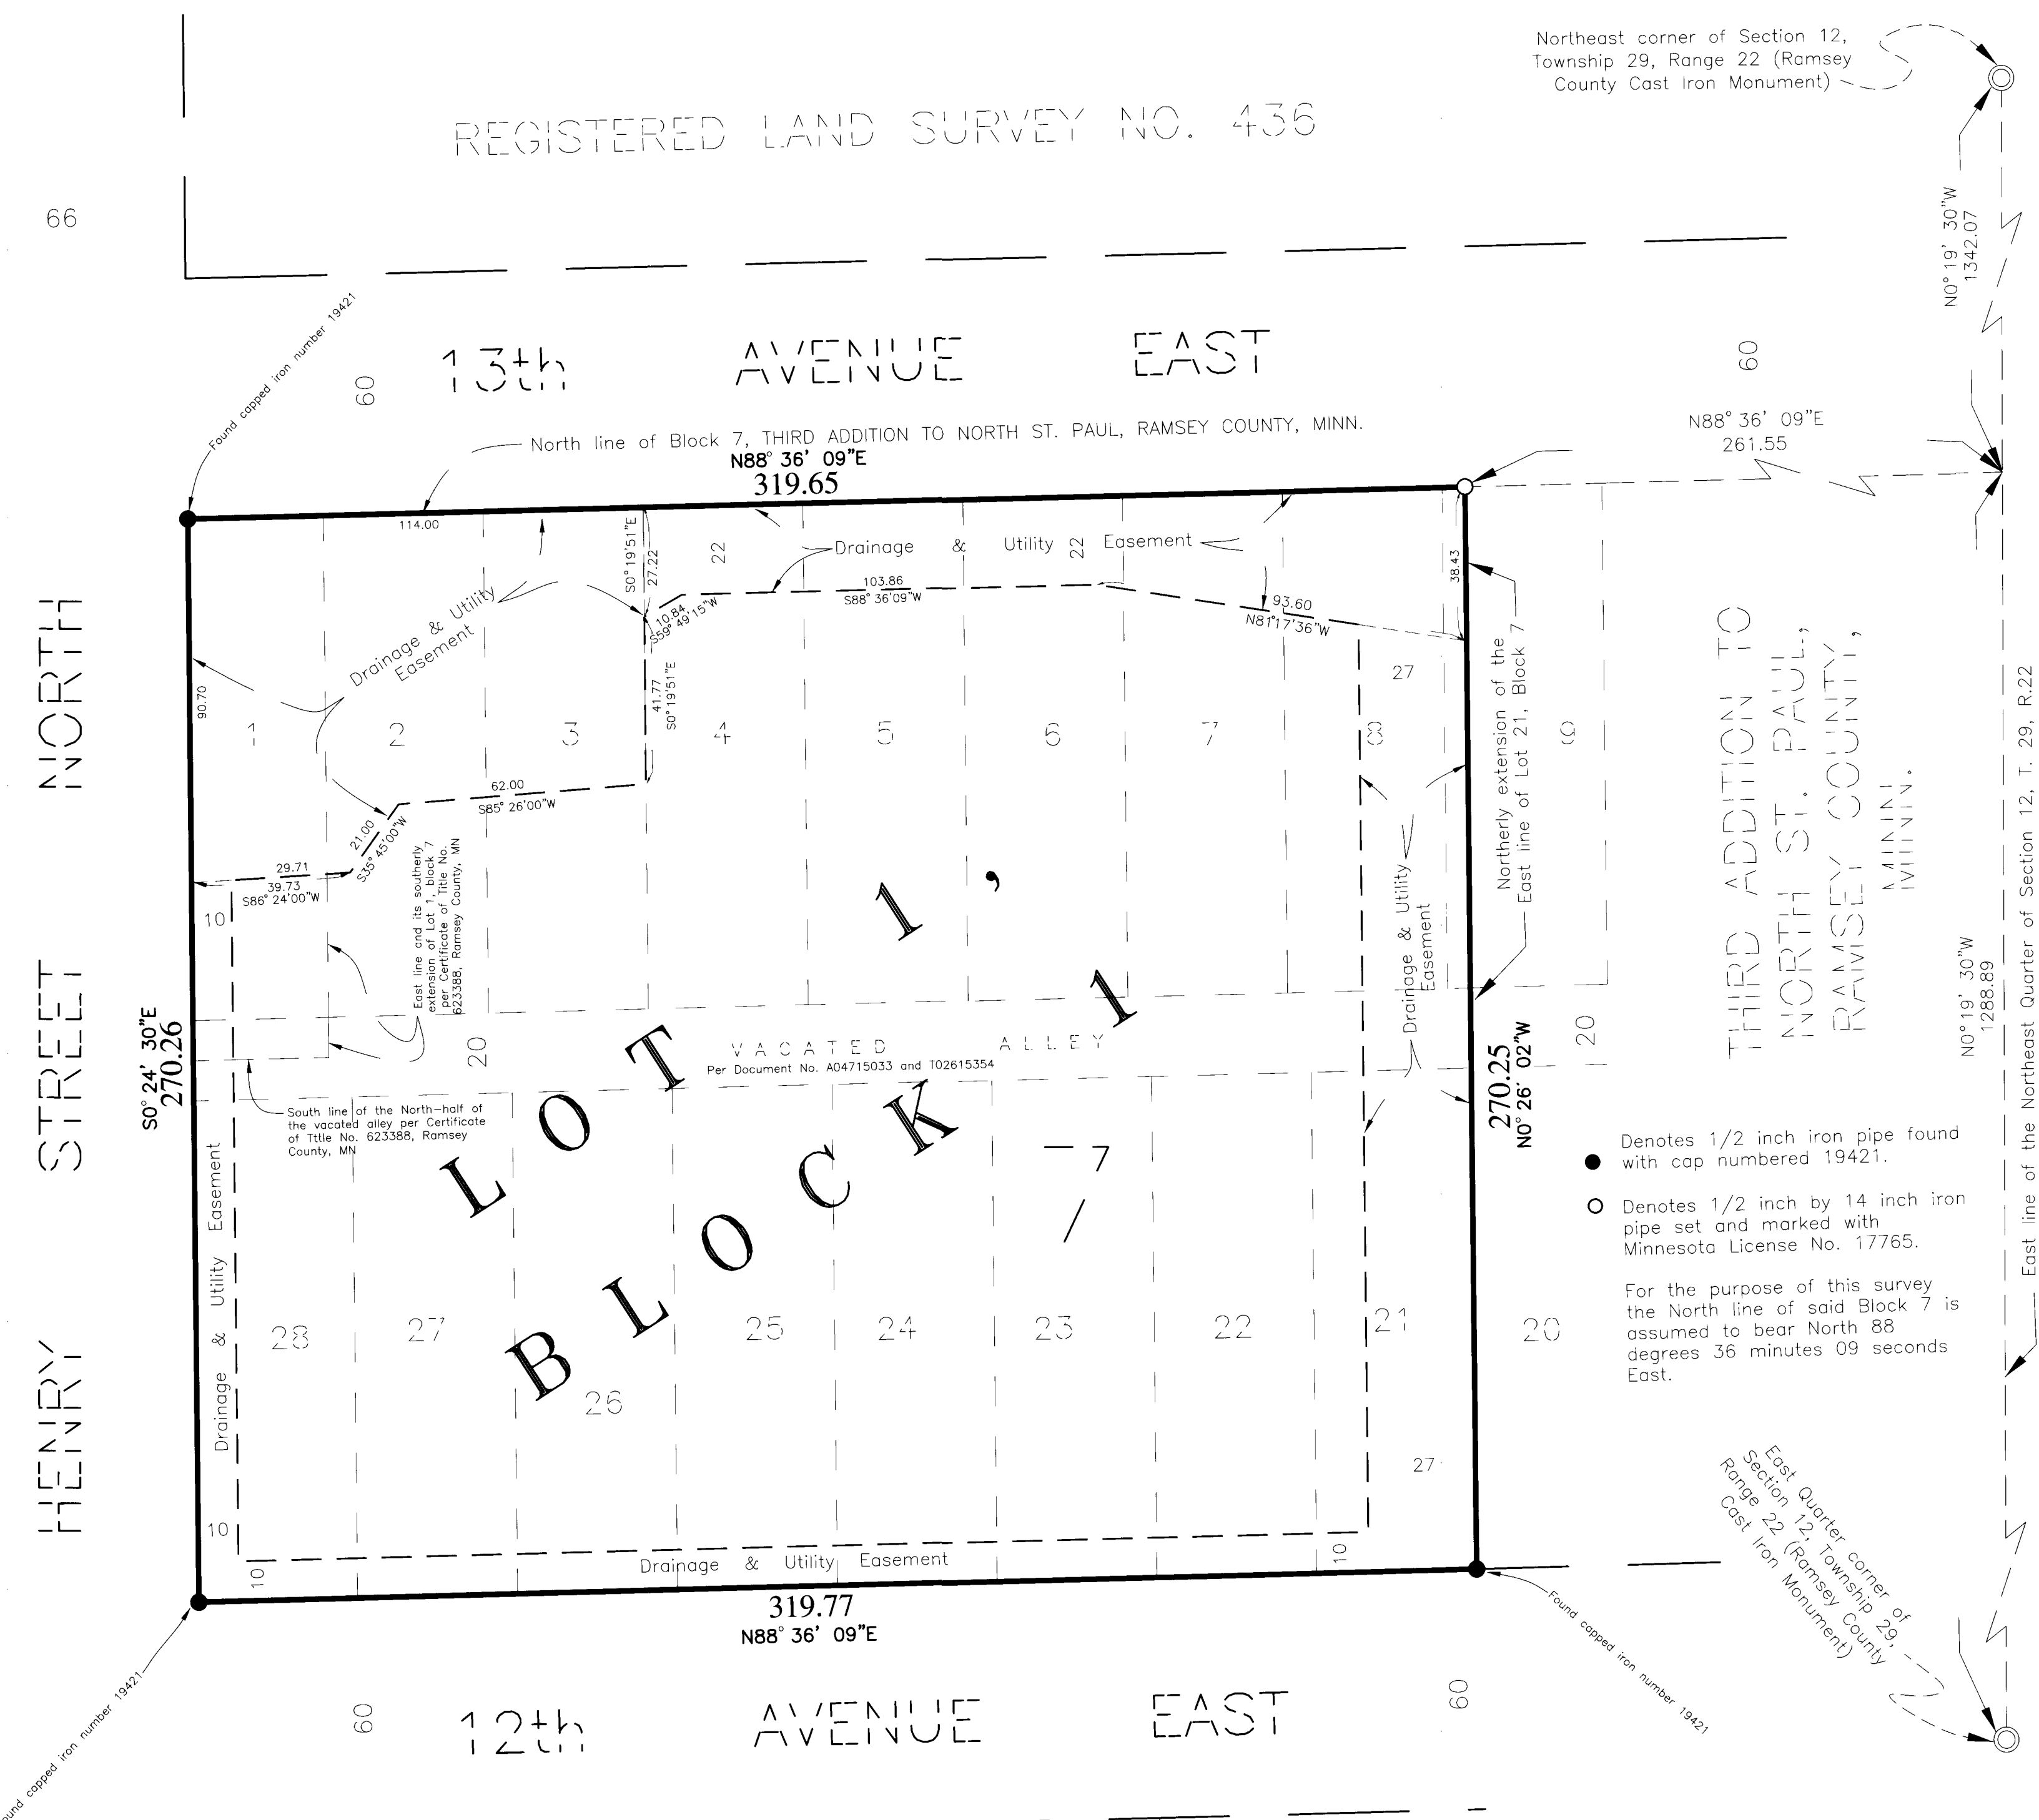 Northeast corner of Section 12,
Township 29, Range 22 (Ramsey
County Cast Iron Monument)
REGISTERED LAND SURVEY NO. 436
66
N0° 19' 30"W
1342.07
Found capped iron number 19421
60
13th AVENUE EAST
60
North line of Block 7, THIRD ADDITION TO NORTH ST. PAUL, RAMSEY COUNTY, MINN.
N88° 36' 09"E
319.65
N88° 36' 09"E
261.55
114.00
S0° 19'51"E
27.22
22
Drainage & Utility Easement
22
38.43
103.86
S88° 36'09"W
10.84
S59° 49'15"W
93.60
N81°17'36"W
Drainage & Utility
Easement
41.77
S0° 19'51"E
90.70
27
1
2
3
4
5
6
7
8
9
62.00
S85° 26'00"W
21.00
S35° 45'00"W
29.71
39.73
S86° 24'00"W
10
East line and its southerly
extension of Lot 1, block 7
per Certificate of Title No.
623388, Ramsey County, MN
Northerly extension of the
East line of Lot 21, Block 7
Drainage & Utility
Easement
THIRD ADDITION TO
NORTH ST. PAUL,
RAMSEY COUNTY,
MINN.
East line of the Northeast Quarter of Section 12, T. 29, R.22
N0° 19' 30"W
1288.89
HENRY STREET NORTH
S0° 24' 30"E
270.26
20
VACATED ALLEY
Per Document No. A04715033 and T02615354
20
South line of the North-half of
the vacated alley per Certificate
of Tttle No. 623388, Ramsey
County, MN
LOT 1,
BLOCK 1
7
270.25
N0° 26' 02"W
Denotes 1/2 inch iron pipe found
with cap numbered 19421.
Denotes 1/2 inch by 14 inch iron
pipe set and marked with
Minnesota License No. 17765.
For the purpose of this survey
the North line of said Block 7 is
assumed to bear North 88
degrees 36 minutes 09 seconds
East.
Drainage & Utility Easement
28
27
26
25
24
23
22
21
20
27
10
10
Drainage & Utility Easement
10
319.77
N88° 36' 09"E
East Quarter corner of
Section 12, Township 29,
Range 22 (Ramsey County
Cast Iron Monument)
Found capped iron number 19421
capped iron number 19421
60
12th AVENUE EAST
60